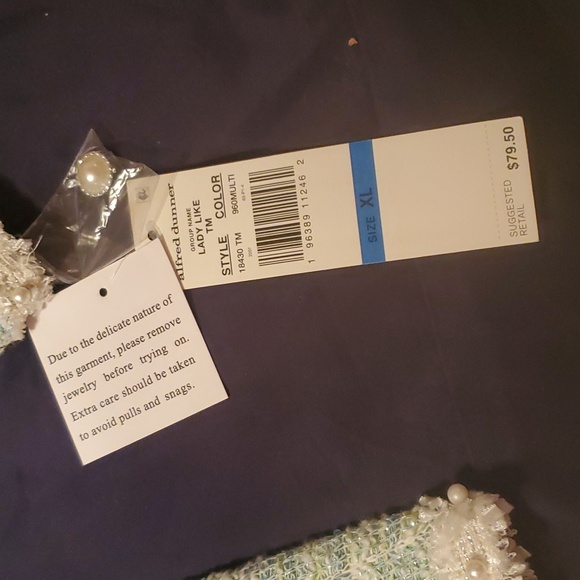 alfred dunner
GROUP NAME
LADY LIKE
TM
STYLE COLOR
18430 TM 960MULTI
1 96389 11246 2
SIZE XL
SUGGESTED
RETAIL $79.50
Due to the delicate nature of
this garment, please remove
jewelry before trying on.
Extra care should be taken
to avoid pulls and snags.